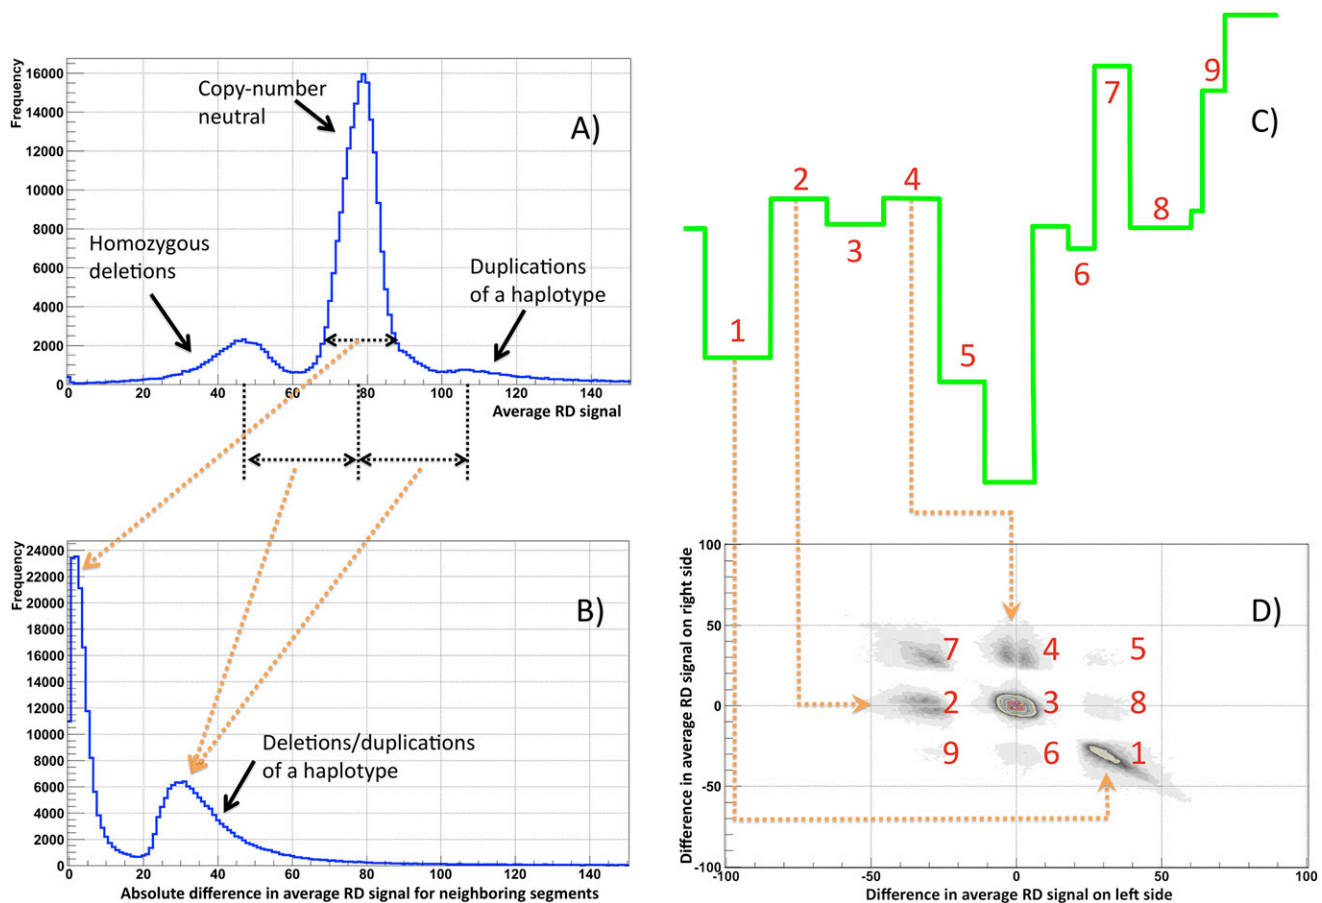 Frequency
16000
14000
12000
10000
8000
6000
4000
2000
0
0 20 40 60 80 100 120 140
Average RD signal
Copy-number
neutral
A)
Homozygous
deletions
Duplications
of a haplotype
Frequency
24000
22000
20000
18000
16000
14000
12000
10000
8000
6000
4000
2000
0
0 20 40 60 80 100 120 140
Absolute difference in average RD signal for neighboring segments
B)
Deletions/duplications
of a haplotype
C)
1
2
3
4
5
6
7
8
9
Difference in average RD signal on right side
100
50
0
-50
-100
-100 -50 0 50 100
Difference in average RD signal on left side
D)
7 4 5
2 3 8
9 6 1